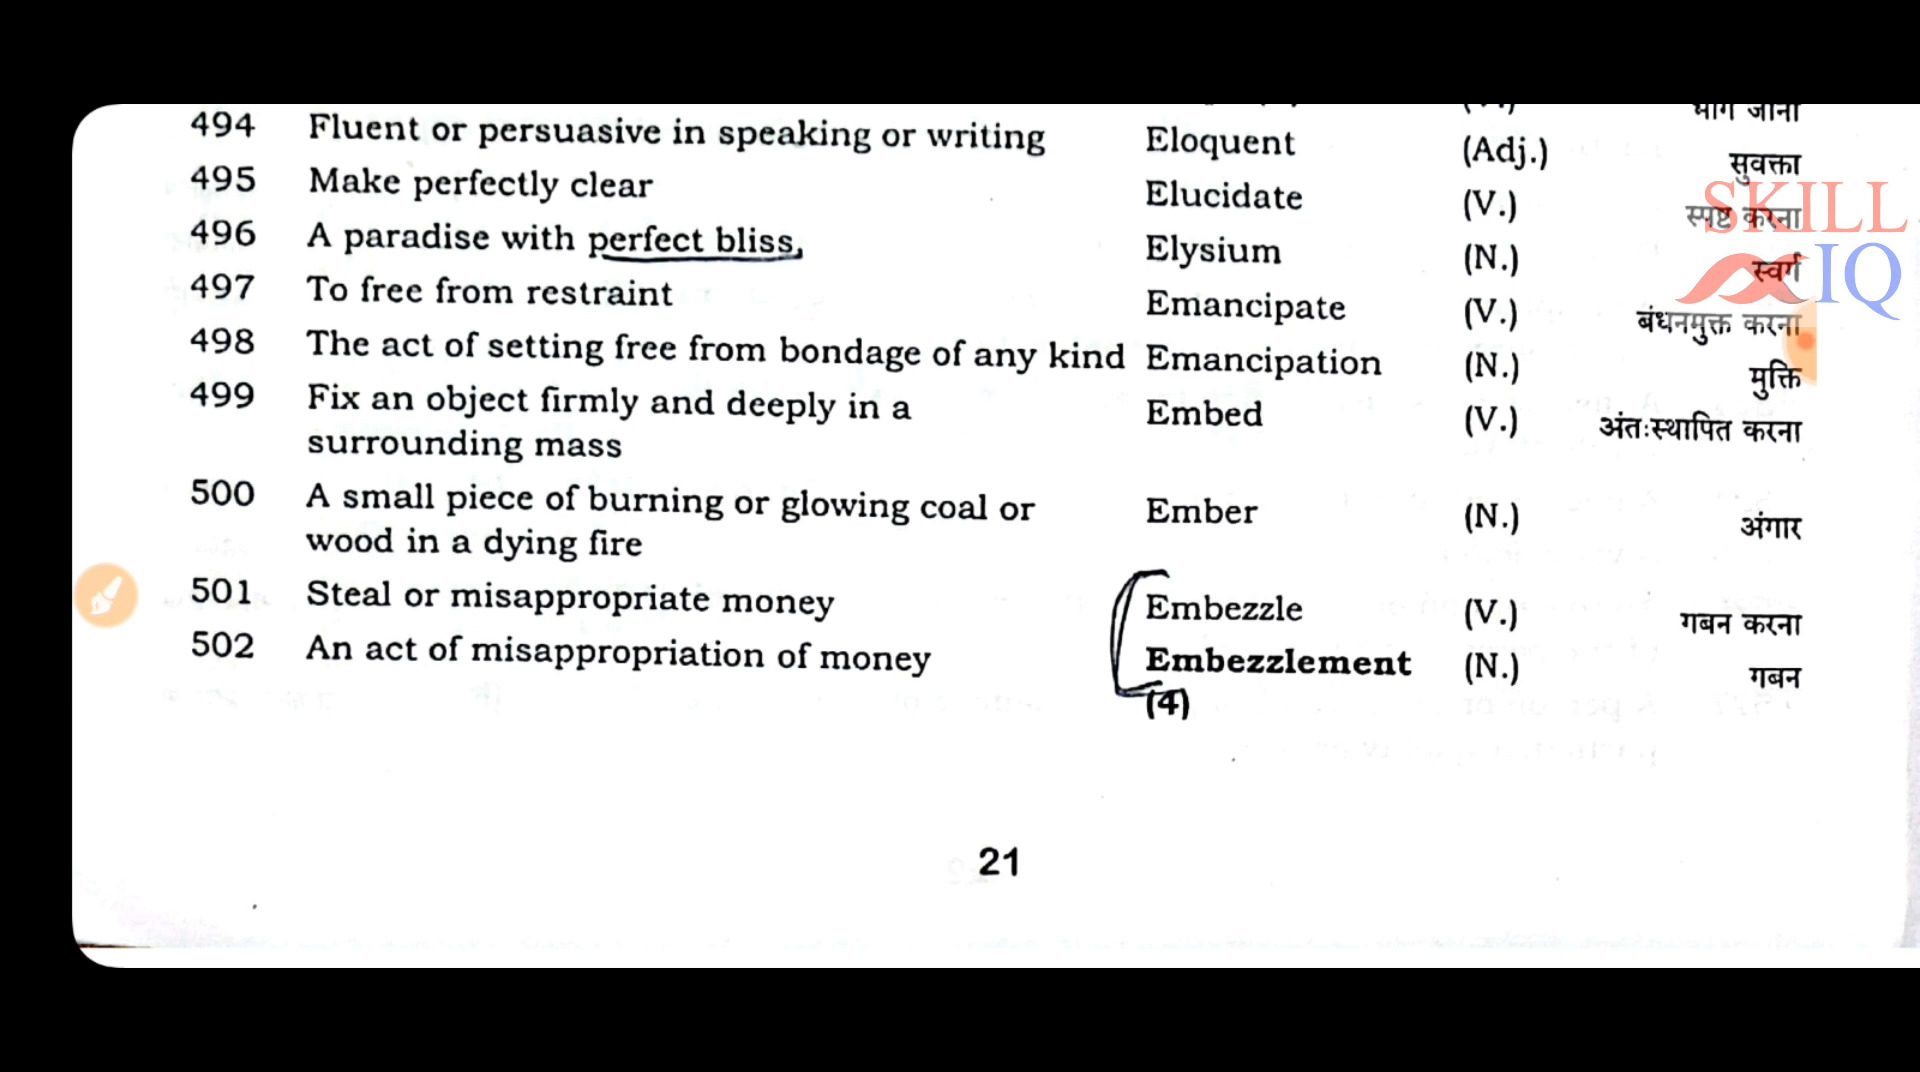 494 Fluent or persuasive in speaking or writing Eloquent (Adj.) सुवक्ता
495 Make perfectly clear Elucidate (V.) स्पष्ट करना
496 A paradise with perfect bliss. Elysium (N.) स्वर्ग
497 To free from restraint Emancipate (V.) बंधनमुक्त करना
498 The act of setting free from bondage of any kind Emancipation (N.) मुक्ति
499 Fix an object firmly and deeply in a Embed (V.) अंतःस्थापित करना
surrounding mass
500 A small piece of burning or glowing coal or Ember (N.) अंगार
wood in a dying fire
501 Steal or misappropriate money Embezzle (V.) गबन करना
502 An act of misappropriation of money Embezzlement (N.) गबन
(4)
21
SKILL
IQ